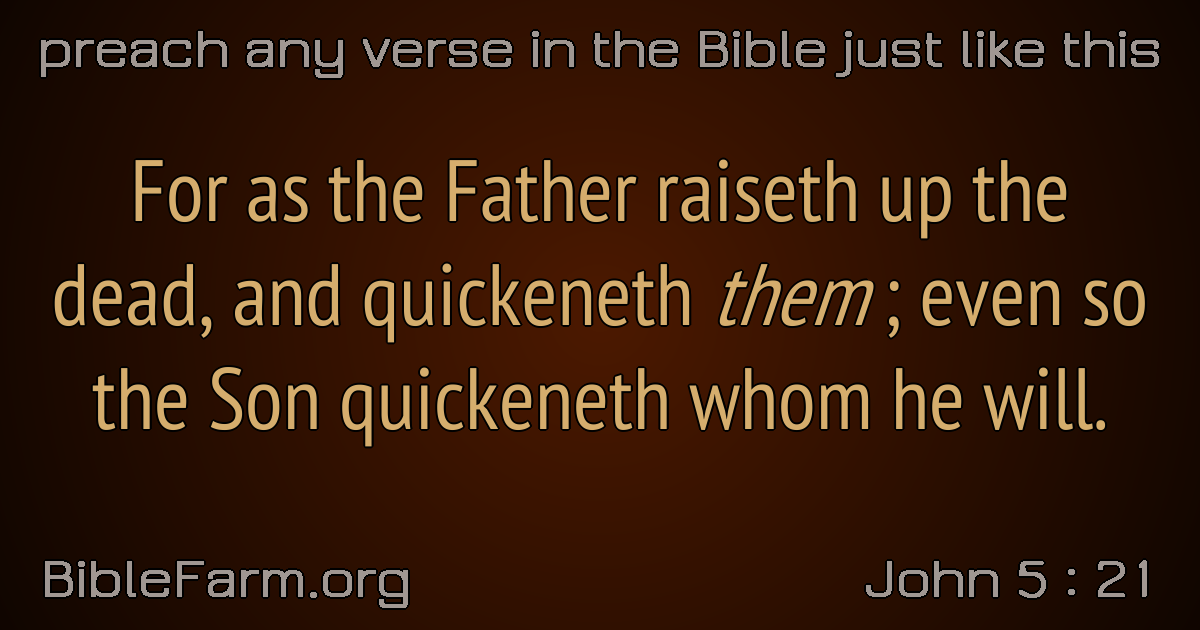 preach any verse in the Bible just like this
For as the Father raiseth up the
dead, and quickeneth them; even so
the Son quickeneth whom he will.
BibleFarm.org
John 5 : 21